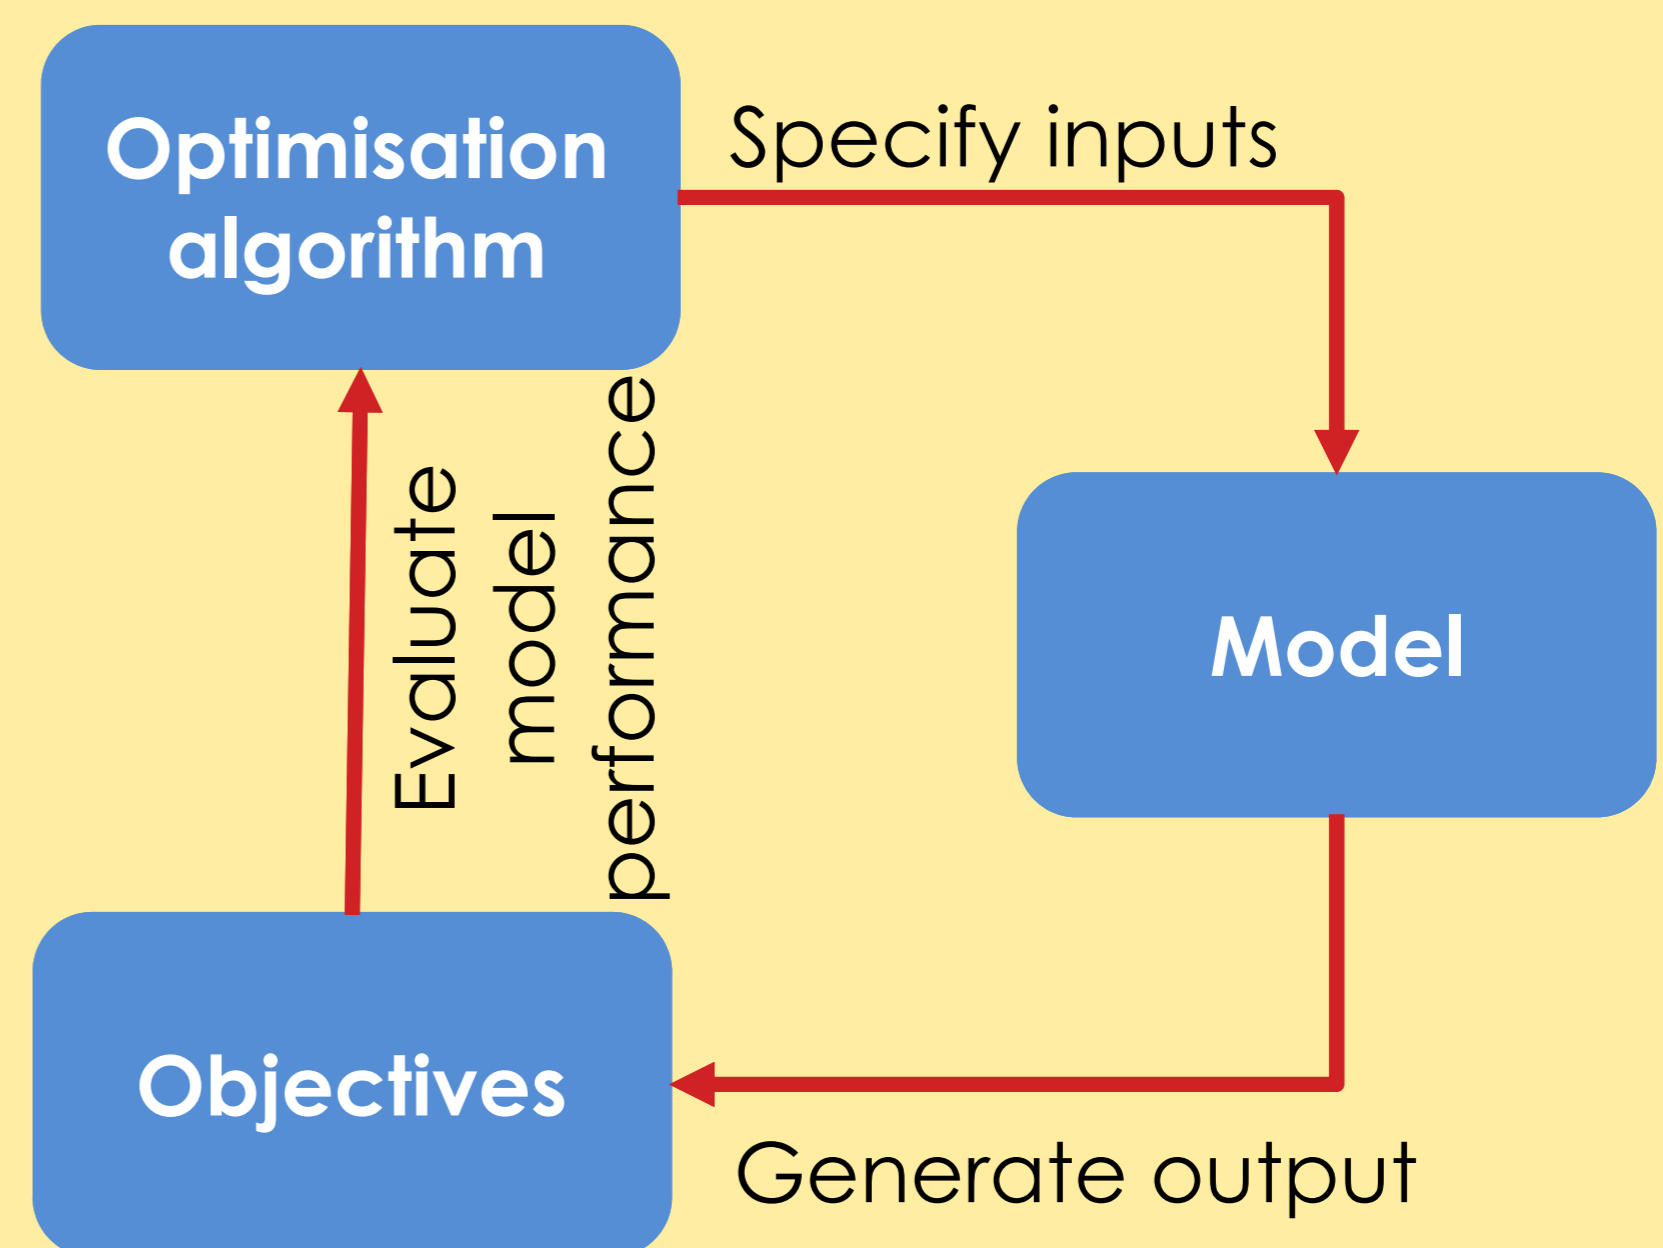 Optimisation
algorithm
Specify inputs
Model
Generate output
Objectives
Evaluate
model
performance